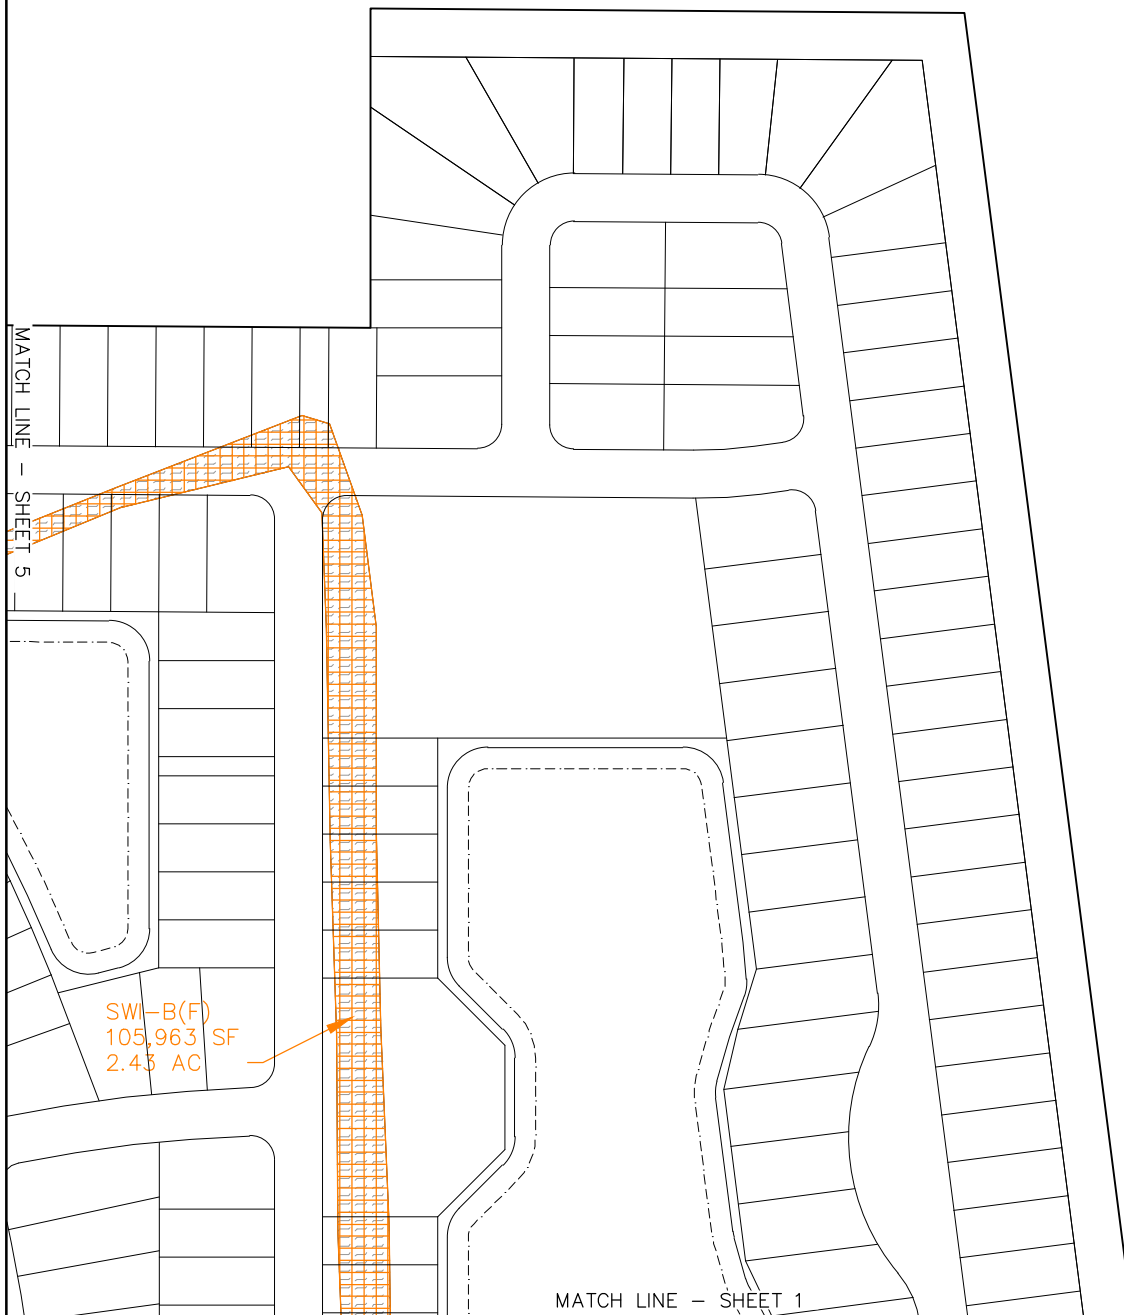 MATCH LINE - SHEET 5
SWI-B(F)
105,963 SF
2.43 AC
MATCH LINE - SHEET 1